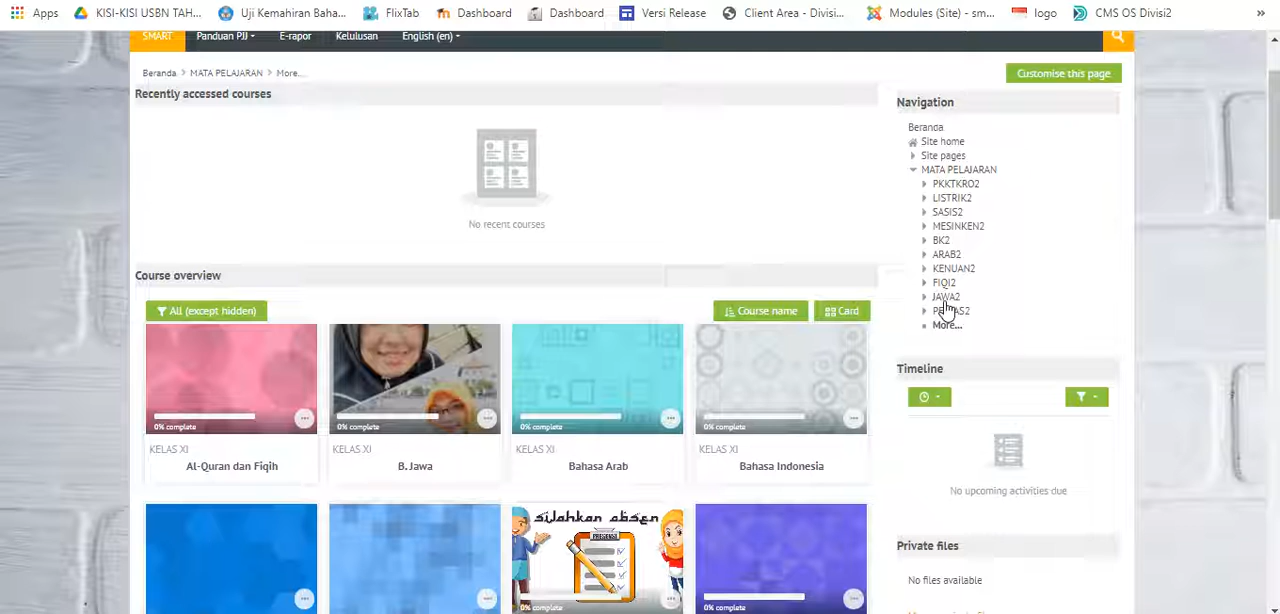 Apps KISI-KISI USBN TAH... Uji Kemahiran Baha... FlixTab Dashboard Dashboard Versi Release Client Area - Divisi... Modules (Site) - sm... logo CMS OS Divisi2 »
SMART Panduan PJJ E-rapor Kelulusan English (en)
Beranda > MATA PELAJARAN > More...
Customise this page
Recently accessed courses
No recent courses
Course overview
All (except hidden) Course name Card
0% complete 0% complete 0% complete 0% complete
KELAS XI KELAS XI KELAS XI KELAS XI
Al-Quran dan Fiqih B. Jawa Bahasa Arab Bahasa Indonesia
silahkan absen
PRESENSI
0% complete 0% complete
Navigation
Beranda
Site home
Site pages
MATA PELAJARAN
PKKTKRO2
LISTRIK2
SASIS2
MESINKEN2
BK2
ARAB2
KENUAN2
FIQI2
JAWA2
More...
Timeline
No upcoming activities due
Private files
No files available